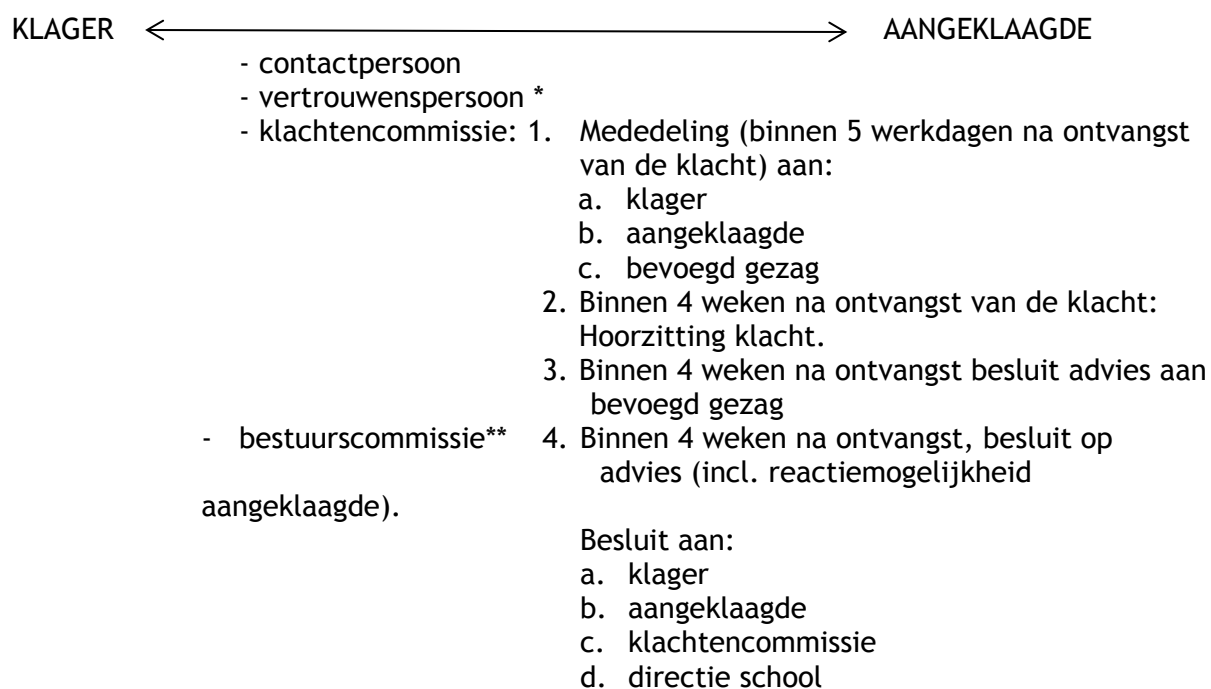 KLAGER AANGEKLAAGDE
- contactpersoon
- vertrouwenspersoon *
- klachtencommissie: 1. Mededeling (binnen 5 werkdagen na ontvangst
van de klacht) aan:
a. klager
b. aangeklaagde
c. bevoegd gezag
2. Binnen 4 weken na ontvangst van de klacht:
Hoorzitting klacht.
3. Binnen 4 weken na ontvangst besluit advies aan
bevoegd gezag
- bestuurscommissie** 4. Binnen 4 weken na ontvangst, besluit op
advies (incl. reactiemogelijkheid
aangeklaagde).
Besluit aan:
a. klager
b. aangeklaagde
c. klachtencommissie
d. directie school